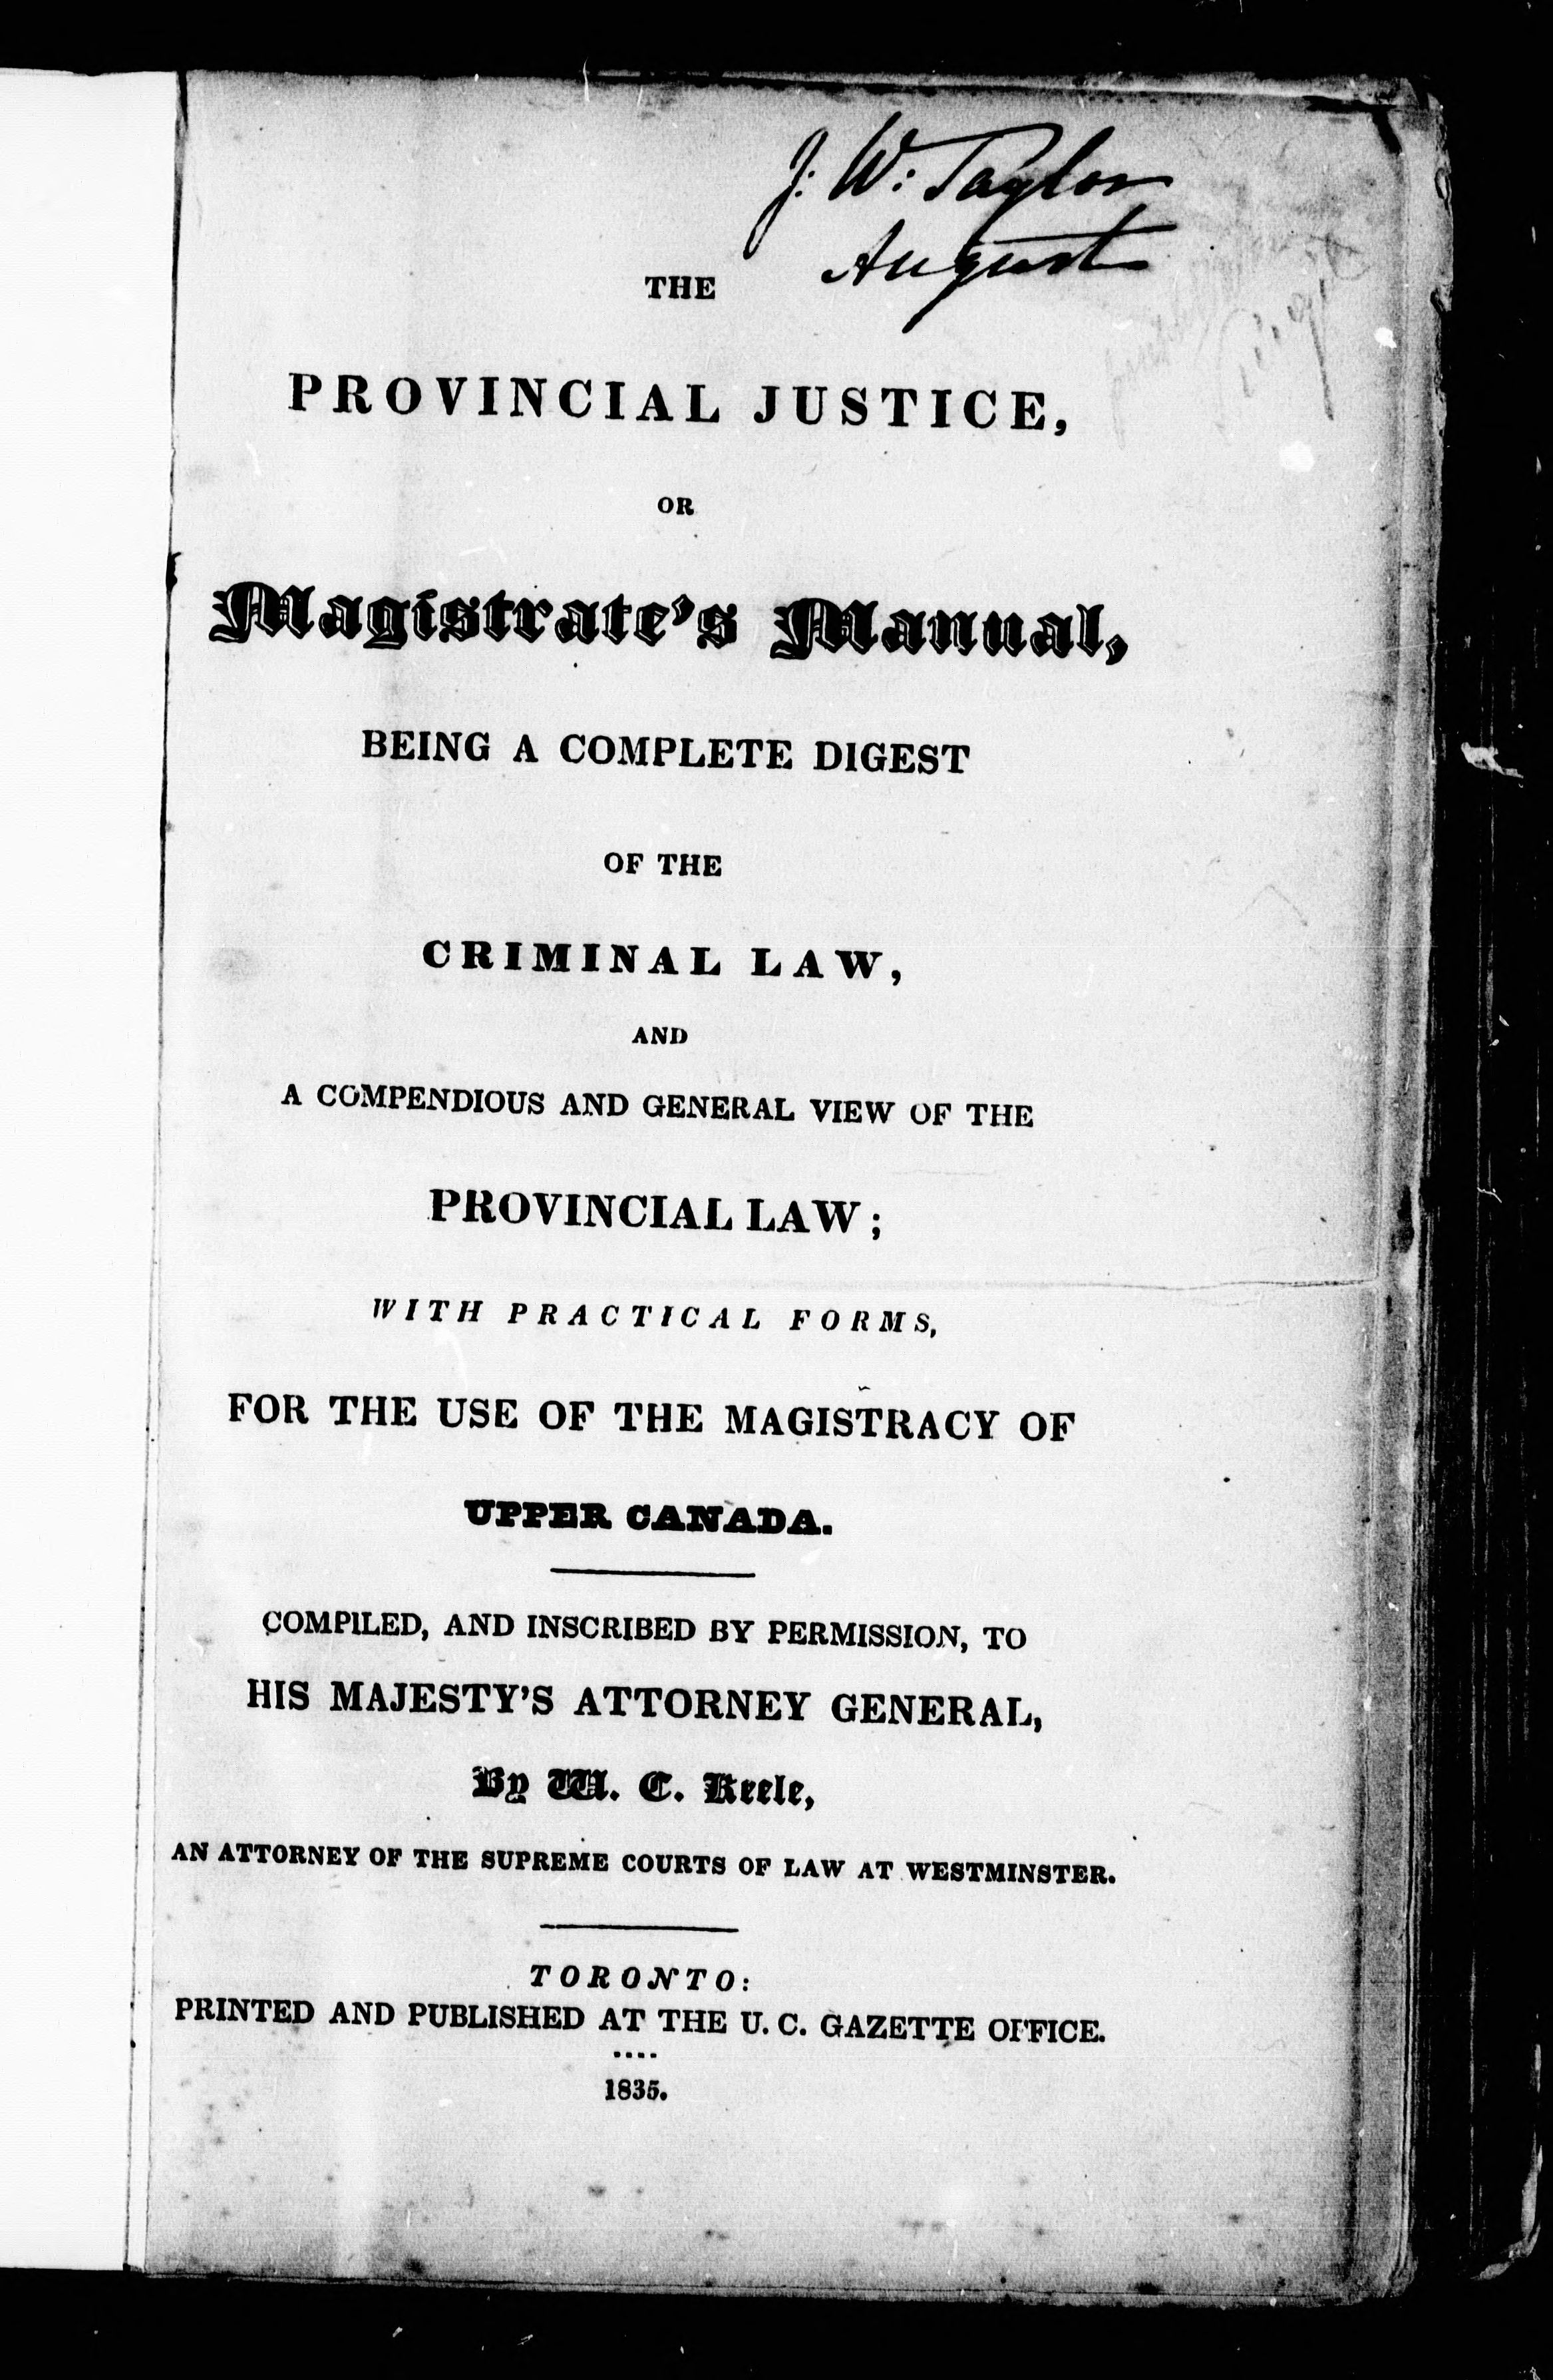 J. W: Taylor
August
THE
PROVINCIAL JUSTICE,
OR
Magistrate's Manual,
BEING A COMPLETE DIGEST
OF THE
CRIMINAL LAW,
AND
A COMPENDIOUS AND GENERAL VIEW OF THE
PROVINCIAL LAW;
WITH PRACTICAL FORMS,
FOR THE USE OF THE MAGISTRACY OF
UPPER CANADA.
COMPILED, AND INSCRIBED BY PERMISSION, TO
HIS MAJESTY'S ATTORNEY GENERAL,
By W. C. Keele,
AN ATTORNEY OF THE SUPREME COURTS OF LAW AT WESTMINSTER.
TORONTO:
PRINTED AND PUBLISHED AT THE U. C. GAZETTE OFFICE.
....
1835.